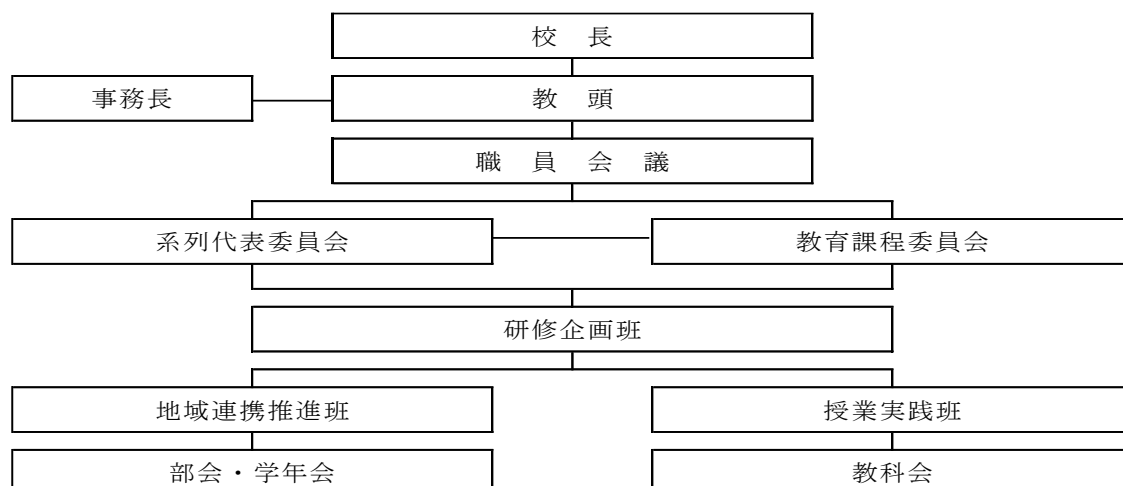 校 長
事務長
教 頭
職 員 会 議
系列代表委員会
教育課程委員会
研修企画班
地域連携推進班
授業実践班
部会・学年会
教科会